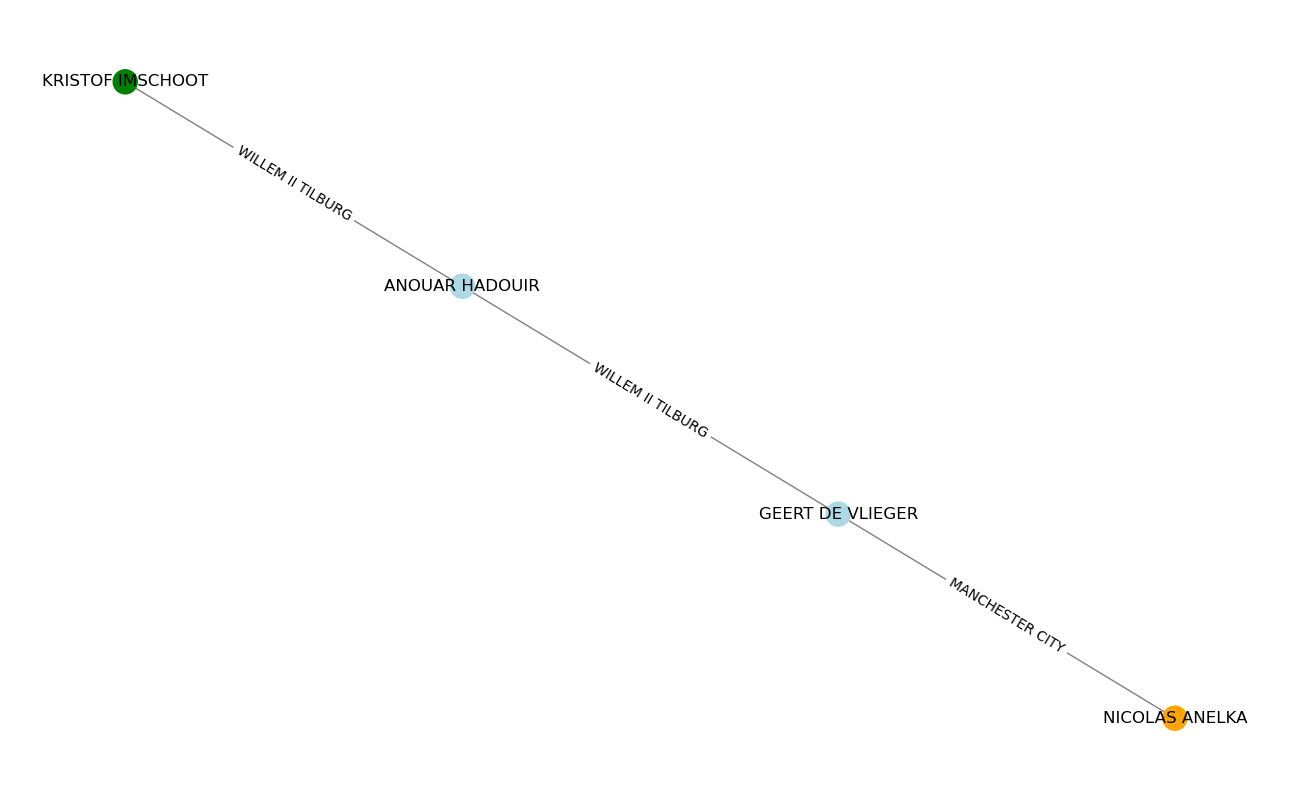 KRISTOF IMSCHOOT
WILLEM II TILBURG
ANOUAR HADOUIR
WILLEM II TILBURG
GEERT DE VLIEGER
MANCHESTER CITY
NICOLAS ANELKA